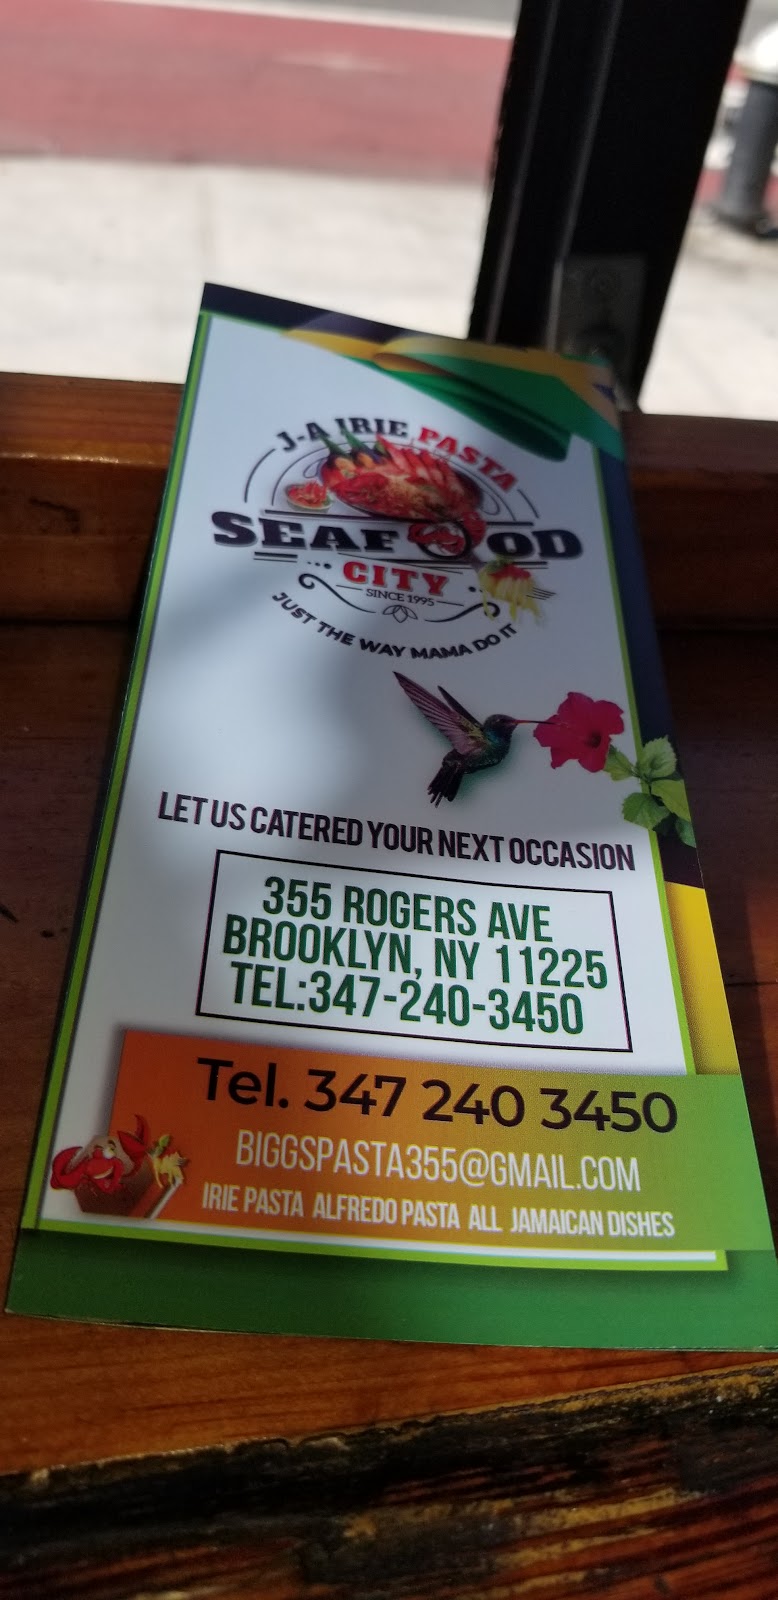 J-A IRIE PASTA
SEAFOOD
CITY
SINCE 1995
JUST THE WAY MAMA DO IT
LET US CATERED YOUR NEXT OCCASION
355 ROGERS AVE
BROOKLYN, NY 11225
TEL:347-240-3450
Tel. 347 240 3450
BIGGSPASTA355@GMAIL.COM
IRIE PASTA ALFREDO PASTA ALL JAMAICAN DISHES